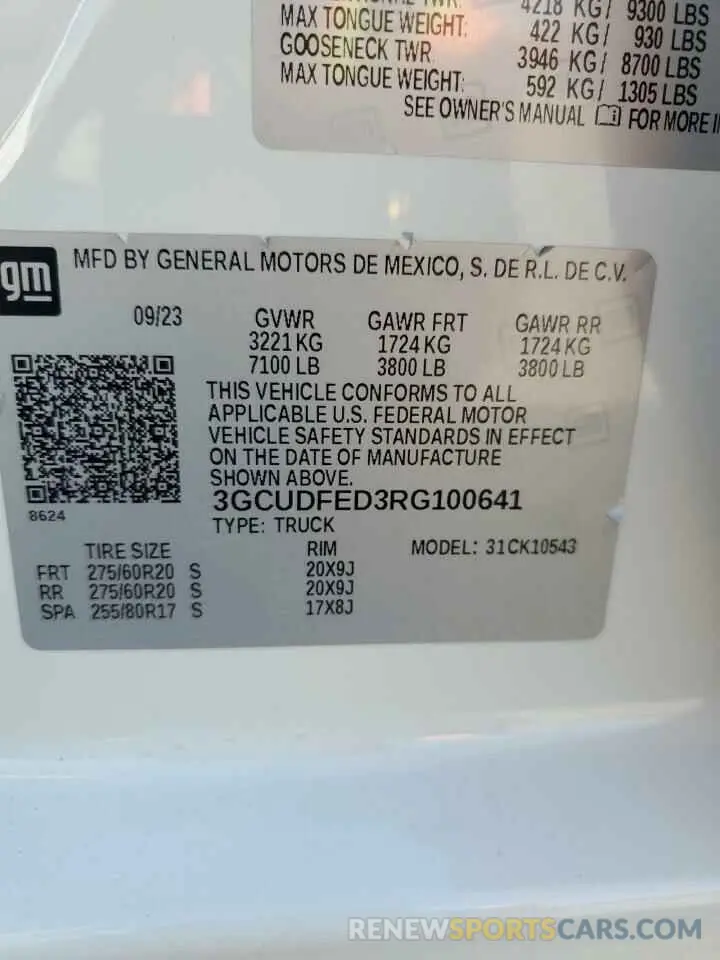 TWR:
4218 KG/ 9300 LBS
MAX TONGUE WEIGHT: 422 KG/ 930 LBS
GOOSENECK TWR 3946 KG/ 8700 LBS
MAX TONGUE WEIGHT: 592 KG/ 1305 LBS
SEE OWNER'S MANUAL FOR MORE
gm
MFD BY GENERAL MOTORS DE MEXICO, S. DE R.L. DE C.V.
09/23 GVWR GAWR FRT GAWR RR
3221 KG 1724 KG 1724 KG
7100 LB 3800 LB 3800 LB
THIS VEHICLE CONFORMS TO ALL
APPLICABLE U.S. FEDERAL MOTOR
VEHICLE SAFETY STANDARDS IN EFFECT
ON THE DATE OF MANUFACTURE
SHOWN ABOVE.
3GCUDFED3RG100641
8624
TYPE: TRUCK
TIRE SIZE RIM MODEL: 31CK10543
FRT 275/60R20 S 20X9J
RR 275/60R20 S 20X9J
SPA 255/80R17 S 17X8J
RENEWSPORTSCARS.COM